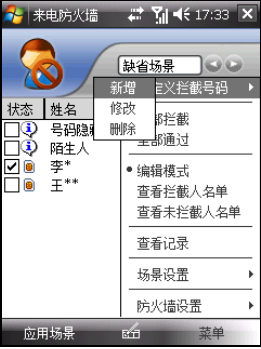 来电防火墙 17:33
缺省场景
新增
定义拦截号码
状态 姓名
修改
部拦截
删除
全部通过
号码隐
陌生人
李*
王**
编辑模式
查看拦截人名单
查看未拦截人名单
查看记录
场景设置
防火墙设置
应用场景 菜单